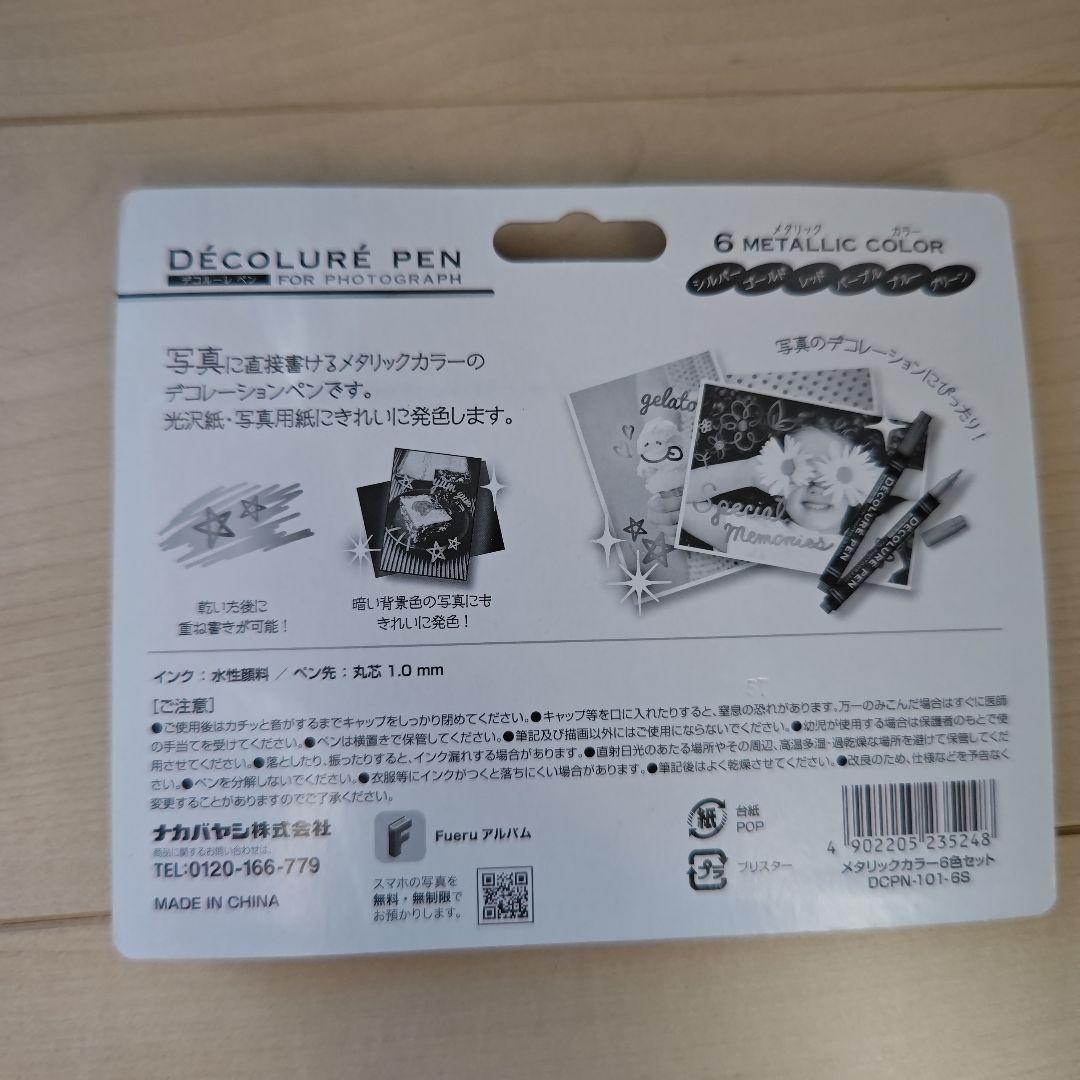 DÉCOLURÉ PEN
デコルーレ ペン FOR PHOTOGRAPH
メタリック カラー
6 METALLIC COLOR
シルバー ゴールド レッド パープル ブルー グリーン
写真に直接書けるメタリックカラーの
デコレーションペンです。
光沢紙・写真用紙にきれいに発色します。
写真のデコレーションにぴったり!
gelato
Special
Memories
DÉCOLURE PEN
DÉCOLURE PEN
yum yum
乾いた後に
重ね書きが可能!
暗い背景色の写真にも
きれいに発色!
インク:水性顔料 / ペン先:丸芯 1.0 mm
57
[ご注意]
●ご使用後はカチッと音がするまでキャップをしっかり閉めてください。●キャップ等を口に入れたりすると、窒息の恐れがあります。万一のみこんだ場合はすぐに医師
の手当てを受けてください。●ペンは横置きで保管してください。●筆記及び描画以外にはご使用にならないでください。●幼児が使用する場合は保護者のもとで使
用させてください。●落としたり、振ったりすると、インク漏れする場合があります。●直射日光のあたる場所やその周辺、高温多湿・過乾燥な場所を避けて保管してくだ
さい。●ペンを分解しないでください。●衣服等にインクがつくと落ちにくい場合があります。●筆記後はよく乾燥させてください。●改良のため、仕様などを予告なく
変更することがありますのでご了承ください。
ナカバヤシ株式会社
商品に関するお問い合わせは、
TEL:0120-166-779
MADE IN CHINA
F
Fueru アルバム
スマホの写真を
無料・無制限で
お預かりします。
紙
台紙
POP
プラ
ブリスター
4 902205 235248
メタリックカラー6色セット
DCPN-101-6S